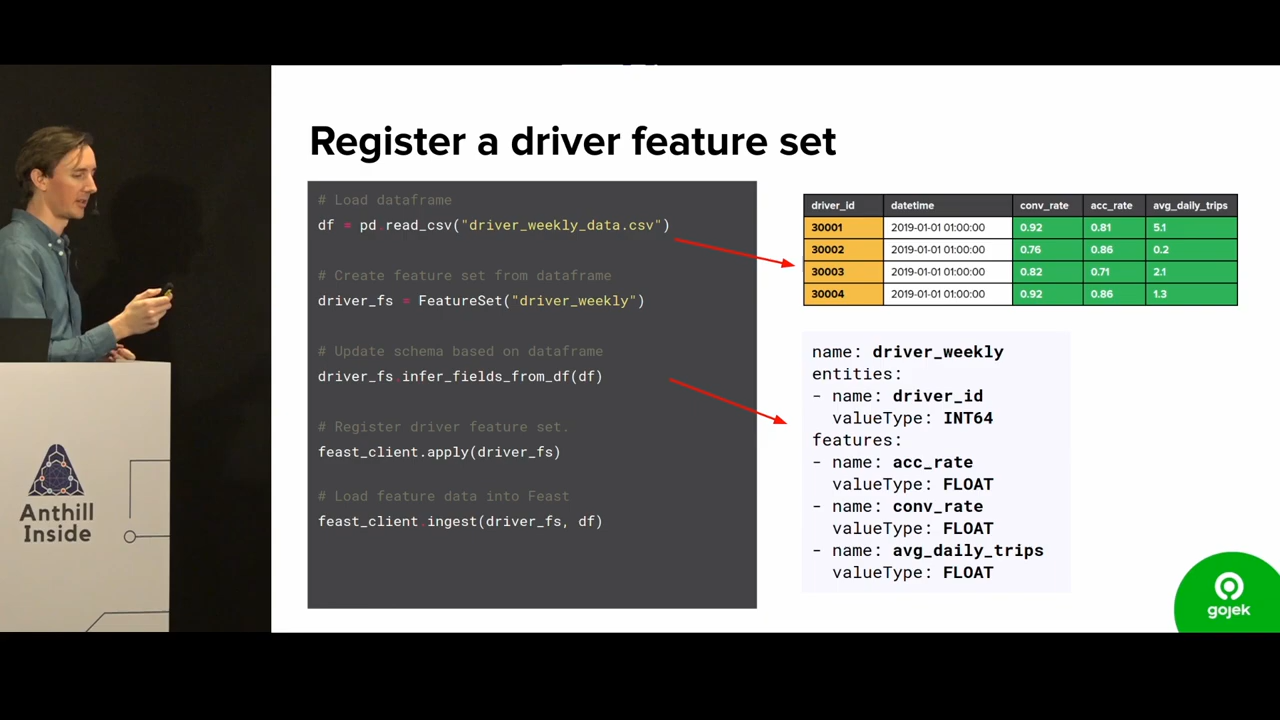 Register a driver feature set
# Load dataframe
df = pd.read_csv("driver_weekly_data.csv")
# Create feature set from dataframe
driver_fs = FeatureSet("driver_weekly")
# Update schema based on dataframe
driver_fs.infer_fields_from_df(df)
# Register driver feature set.
feast_client.apply(driver_fs)
# Load feature data into Feast
feast_client.ingest(driver_fs, df)
driver_id datetime conv_rate acc_rate avg_daily_trips
30001 2019-01-01 01:00:00 0.92 0.81 5.1
30002 2019-01-01 01:00:00 0.76 0.86 0.2
30003 2019-01-01 01:00:00 0.82 0.71 2.1
30004 2019-01-01 01:00:00 0.92 0.86 1.3
name: driver_weekly
entities:
- name: driver_id
valueType: INT64
features:
- name: acc_rate
valueType: FLOAT
- name: conv_rate
valueType: FLOAT
- name: avg_daily_trips
valueType: FLOAT
gojek
Anthill
Inside